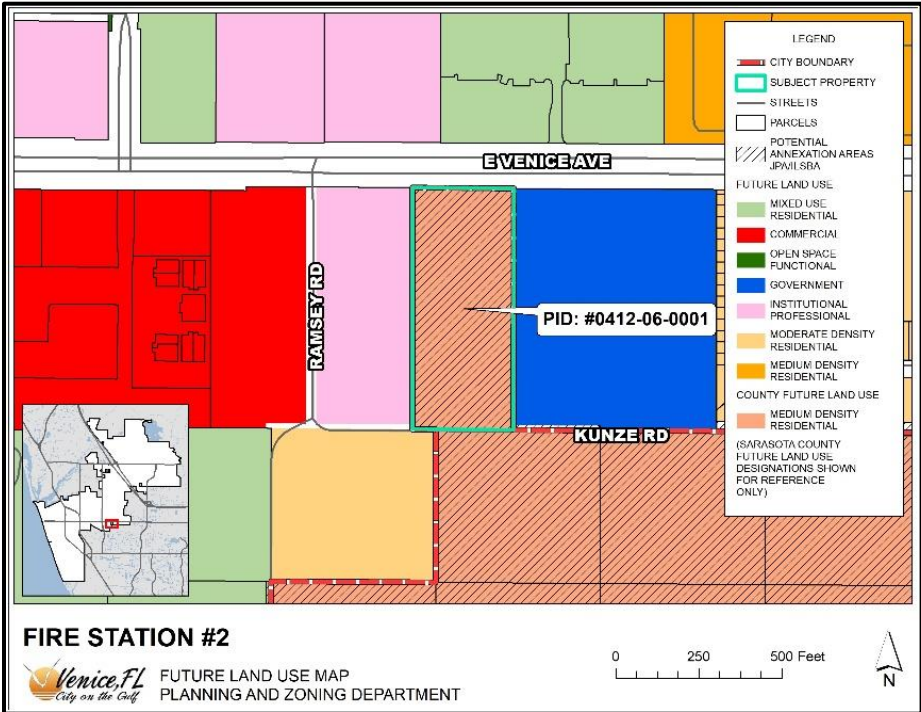 LEGEND
CITY BOUNDARY
SUBJECT PROPERTY
STREETS
PARCELS
POTENTIAL
ANNEXATION AREAS
JPA/ILSBA
FUTURE LAND USE
MIXED USE
RESIDENTIAL
COMMERCIAL
OPEN SPACE
FUNCTIONAL
GOVERNMENT
INSTITUTIONAL
PROFESSIONAL
MODERATE DENSITY
RESIDENTIAL
MEDIUM DENSITY
RESIDENTIAL
COUNTY FUTURE LAND USE
MEDIUM DENSITY
RESIDENTIAL
(SARASOTA COUNTY
FUTURE LAND USE
DESIGNATIONS SHOWN
FOR REFERENCE
ONLY)
E VENICE AVE
RAMSEY RD
PID: #0412-06-0001
KUNZE RD
FIRE STATION #2
Venice, FL
City on the Gulf
FUTURE LAND USE MAP
PLANNING AND ZONING DEPARTMENT
0 250 500 Feet
N